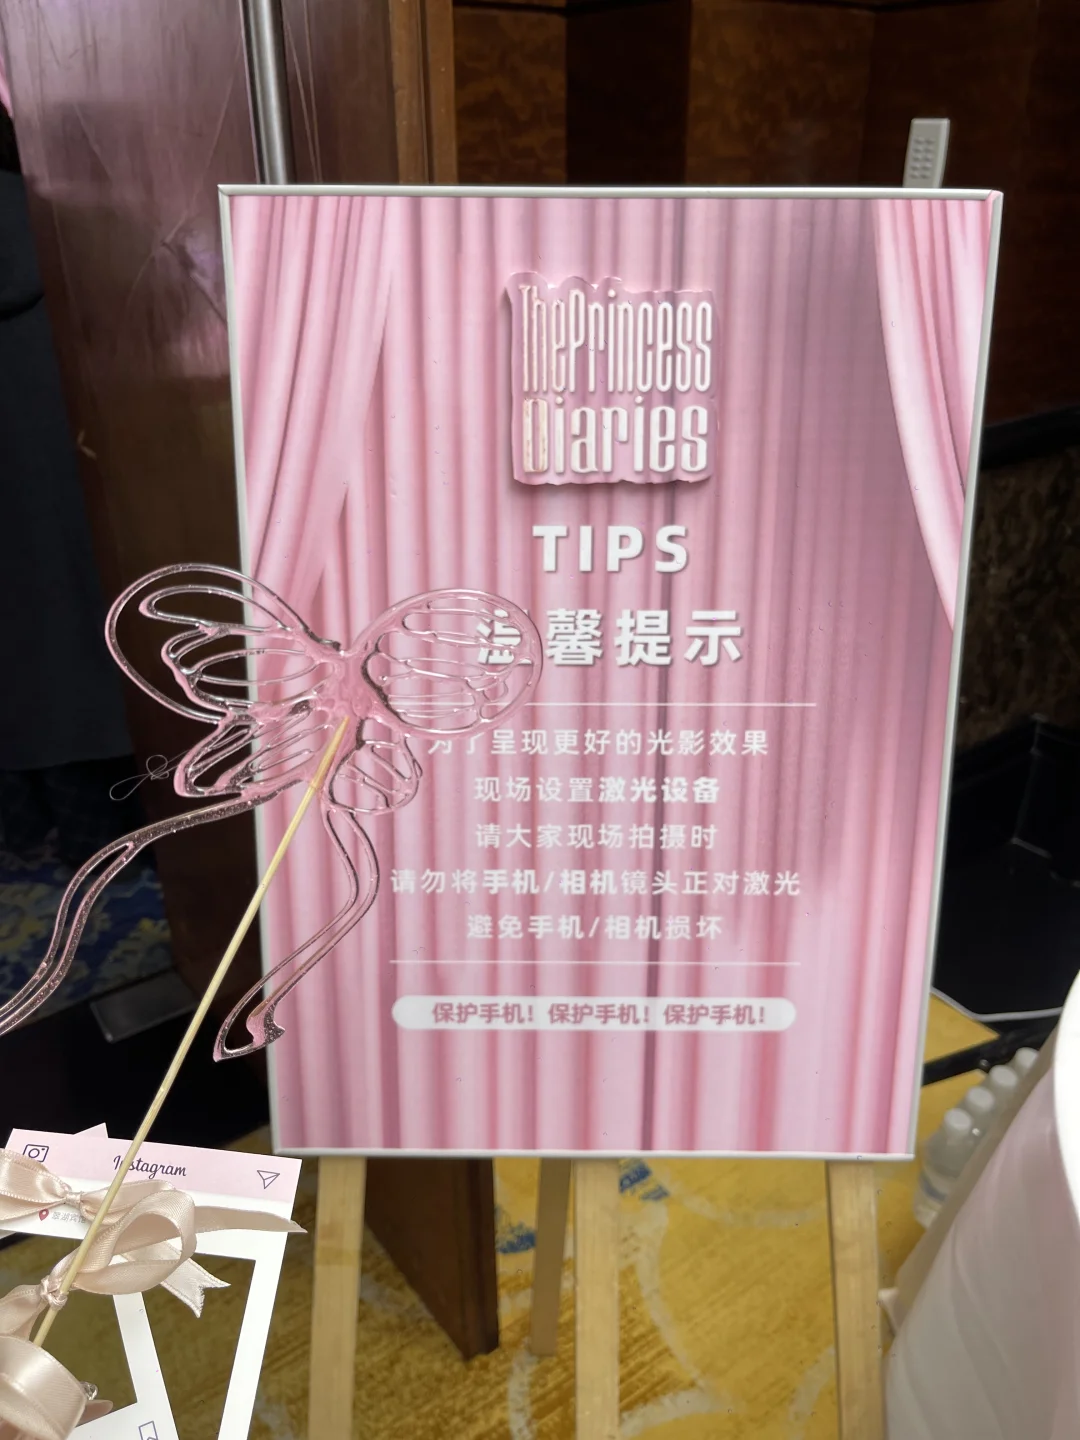 ThePrincess
Diaries
TIPS
温馨提示
为了呈现更好的光影效果
现场设置激光设备
请大家现场拍摄时
请勿将手机/相机镜头正对激光
避免手机/相机损坏
保护手机！保护手机！保护手机！
Instagram